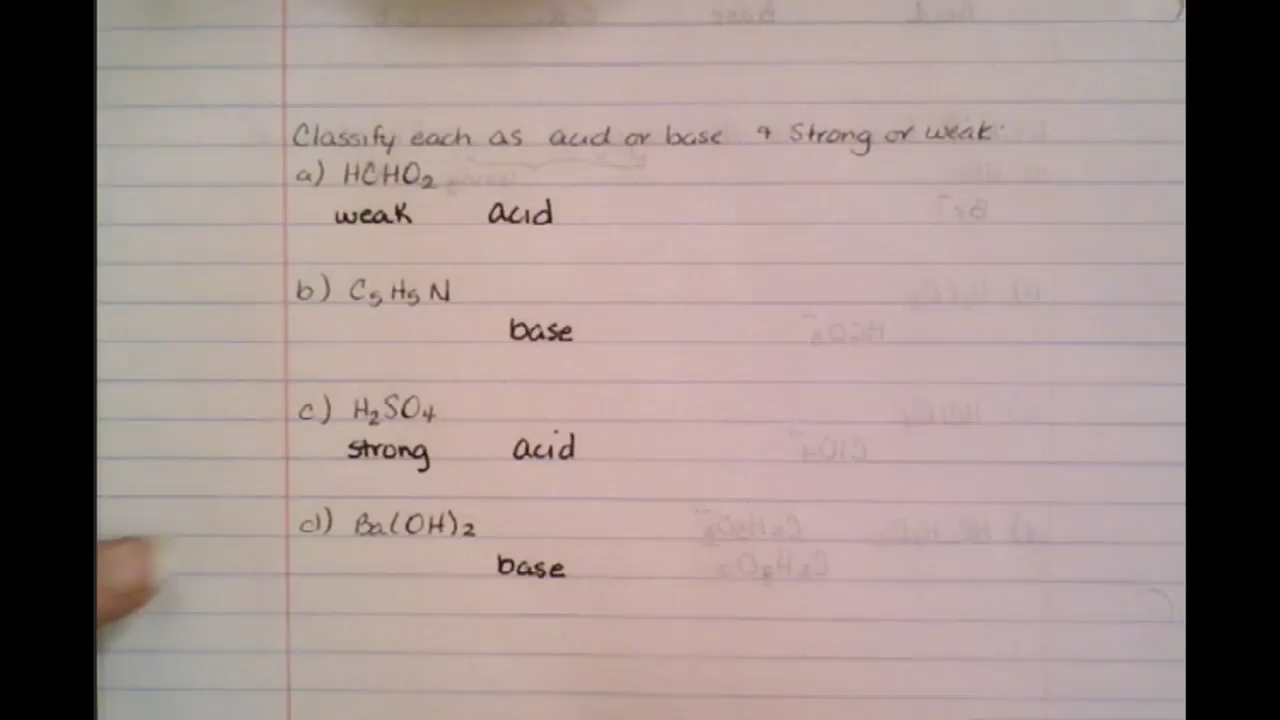 Classify each as acid or base & Strong or weak:
a) HCHO₂
weak acid
b) C₅H₅N
base
c) H₂SO₄
strong acid
d) Ba(OH)₂
base